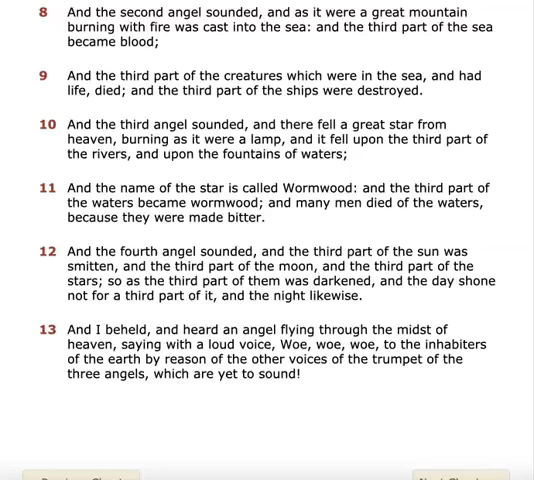 8 And the second angel sounded, and as it were a great mountain
burning with fire was cast into the sea: and the third part of the sea
became blood;
9 And the third part of the creatures which were in the sea, and had
life, died; and the third part of the ships were destroyed.
10 And the third angel sounded, and there fell a great star from
heaven, burning as it were a lamp, and it fell upon the third part of
the rivers, and upon the fountains of waters;
11 And the name of the star is called Wormwood: and the third part of
the waters became wormwood; and many men died of the waters,
because they were made bitter.
12 And the fourth angel sounded, and the third part of the sun was
smitten, and the third part of the moon, and the third part of the
stars; so as the third part of them was darkened, and the day shone
not for a third part of it, and the night likewise.
13 And I beheld, and heard an angel flying through the midst of
heaven, saying with a loud voice, Woe, woe, woe, to the inhabiters
of the earth by reason of the other voices of the trumpet of the
three angels, which are yet to sound!